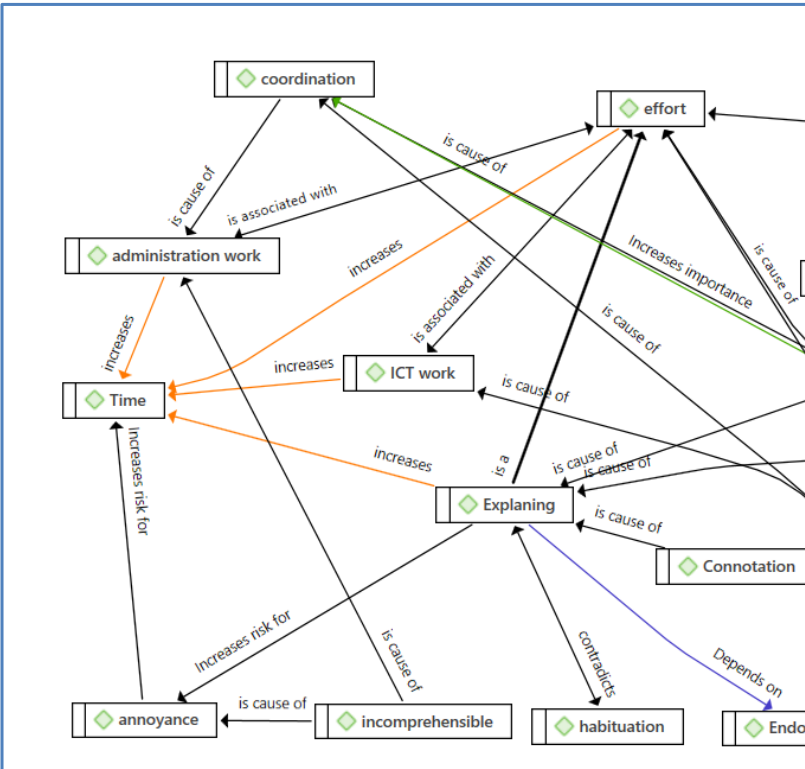 coordination
effort
is cause of
is cause of
is associated with
Increases importance
is cause of
administration work
increases
is associated with
is cause of
increases
increases
ICT work
Time
is cause of
Increases risk for
increases
is a
is cause of
is cause of
Explaning
is cause of
Connotation
Increases risk for
is cause of
contradicts
Depends on
is cause of
annoyance
incomprehensible
habituation
Endo